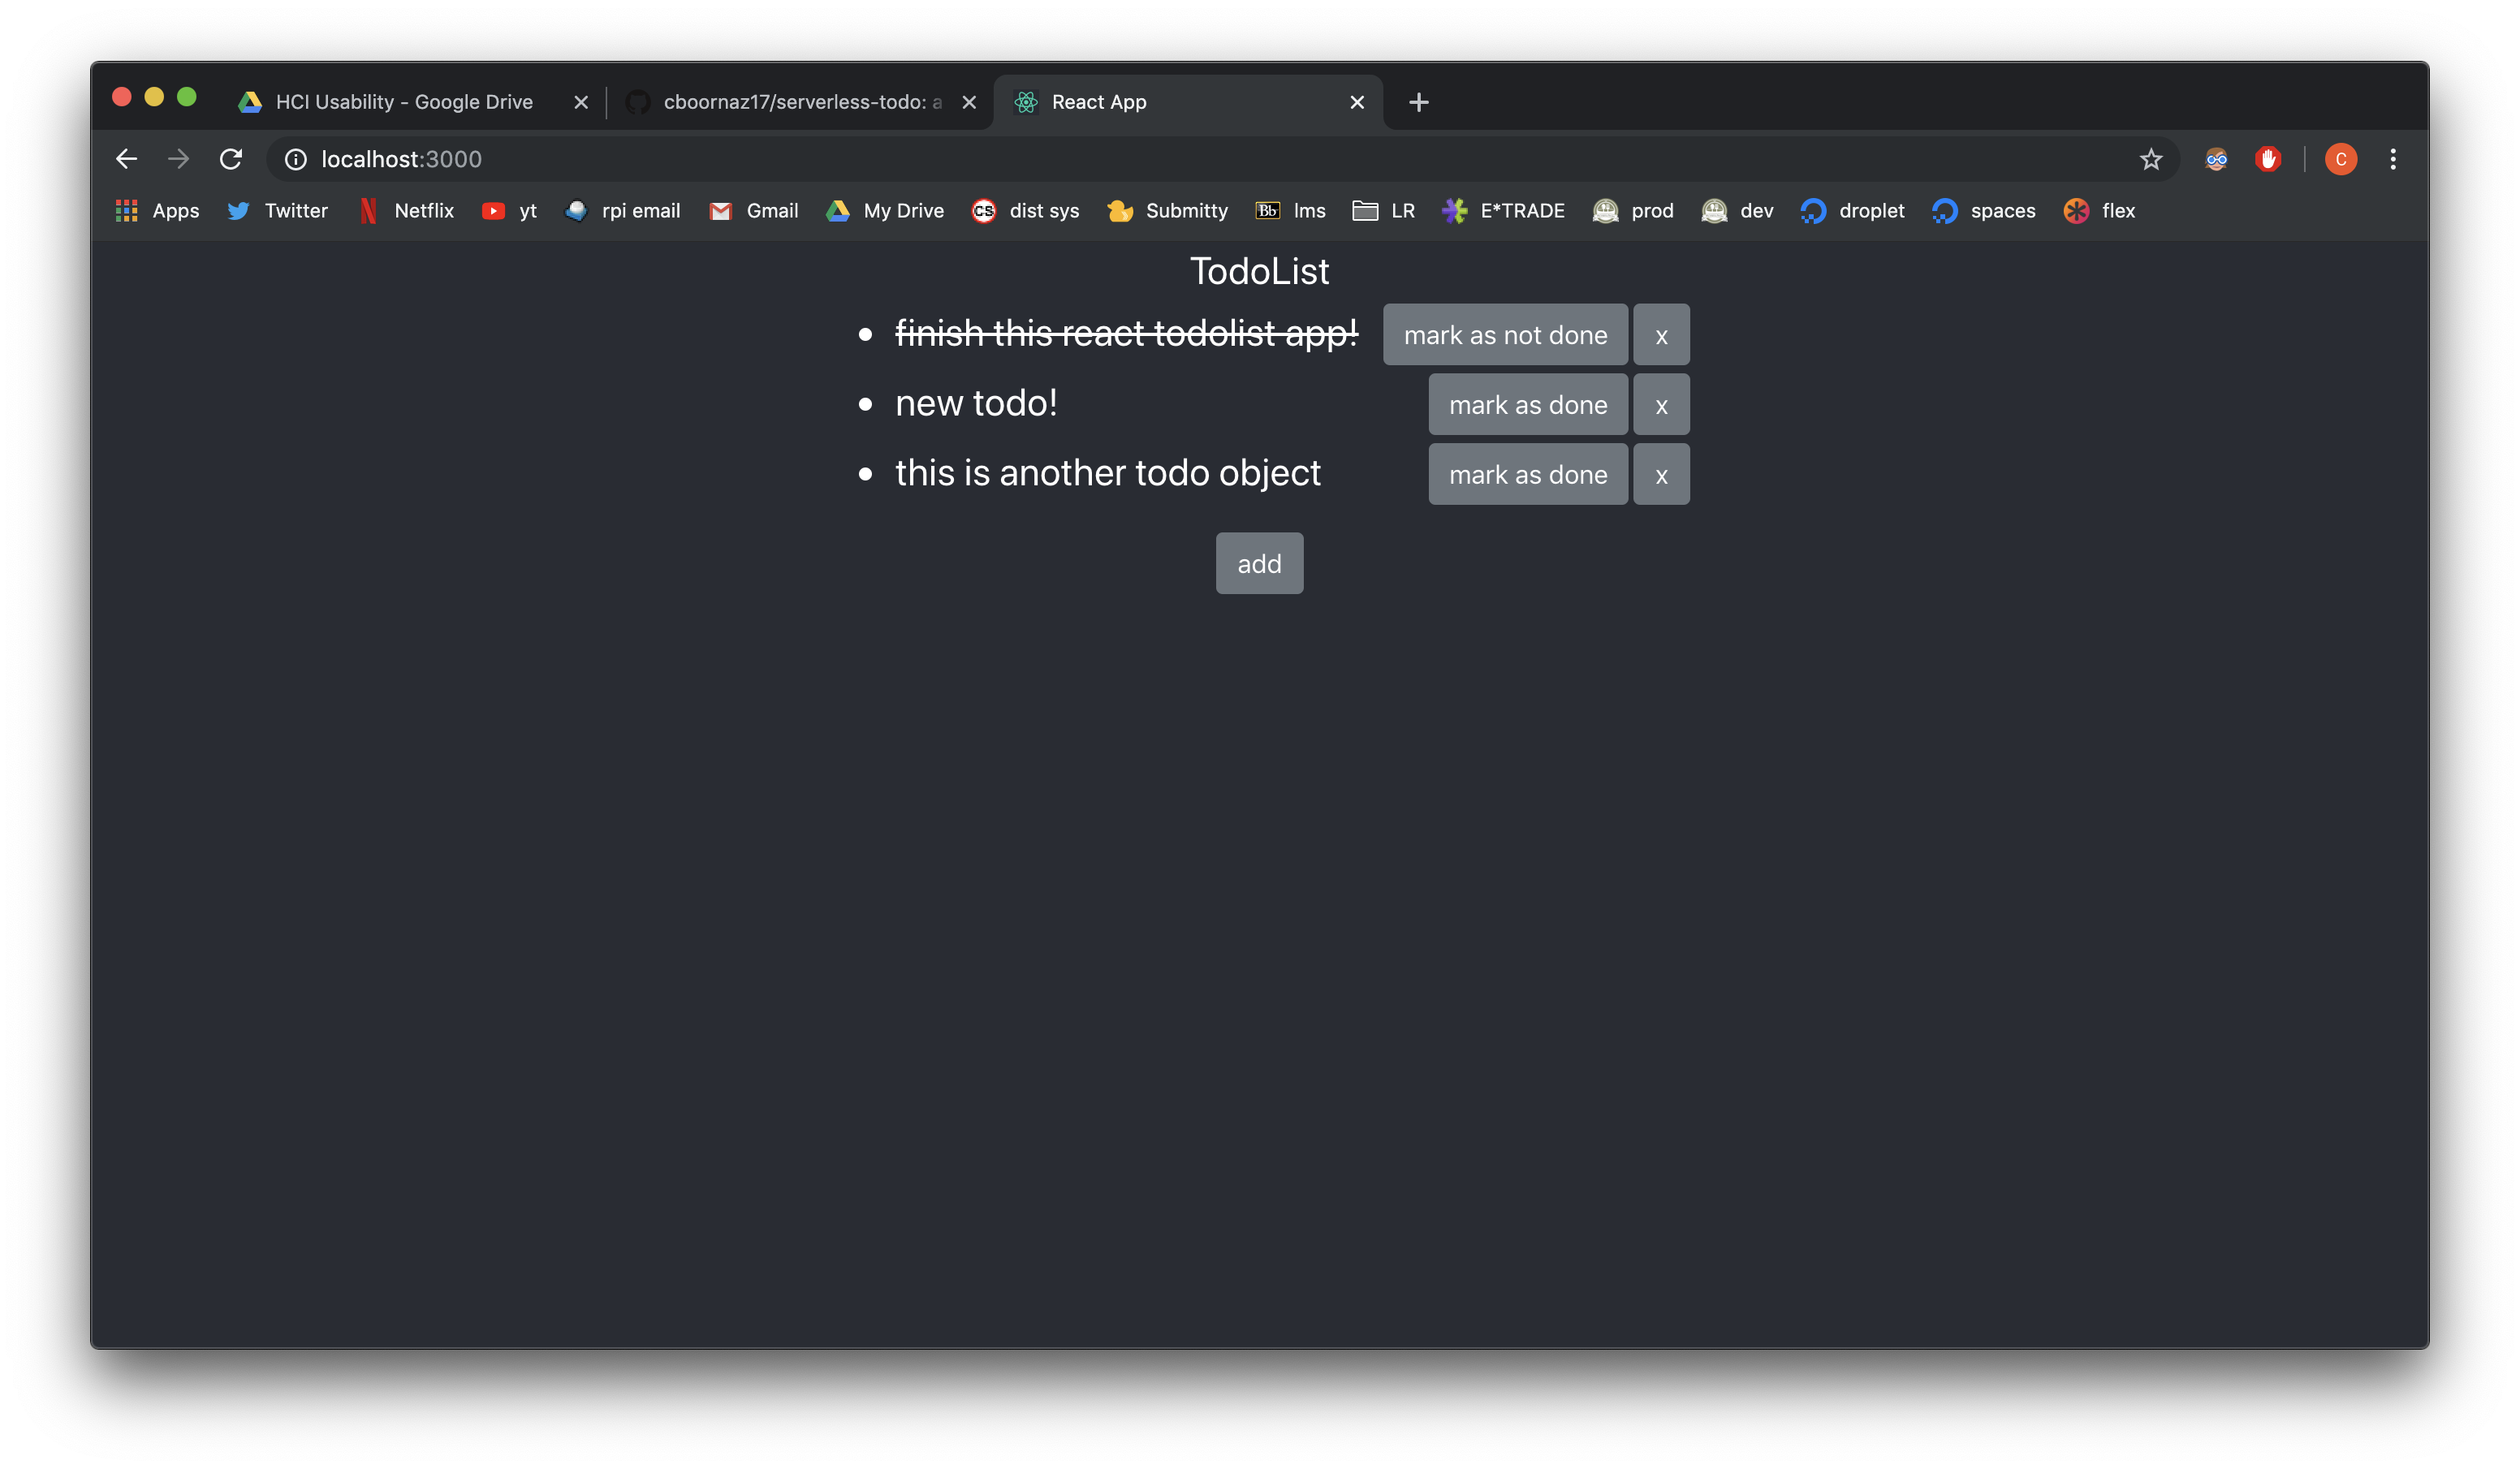 HCI Usability - Google Drive
cboornaz17/serverless-todo: a
React App
localhost:3000
C
Apps Twitter Netflix yt rpi email Gmail My Drive CS dist sys Submitty Bb lms LR E*TRADE prod dev droplet spaces flex
TodoList
finish this react todolist app! mark as not done x
new todo! mark as done x
this is another todo object mark as done x
add